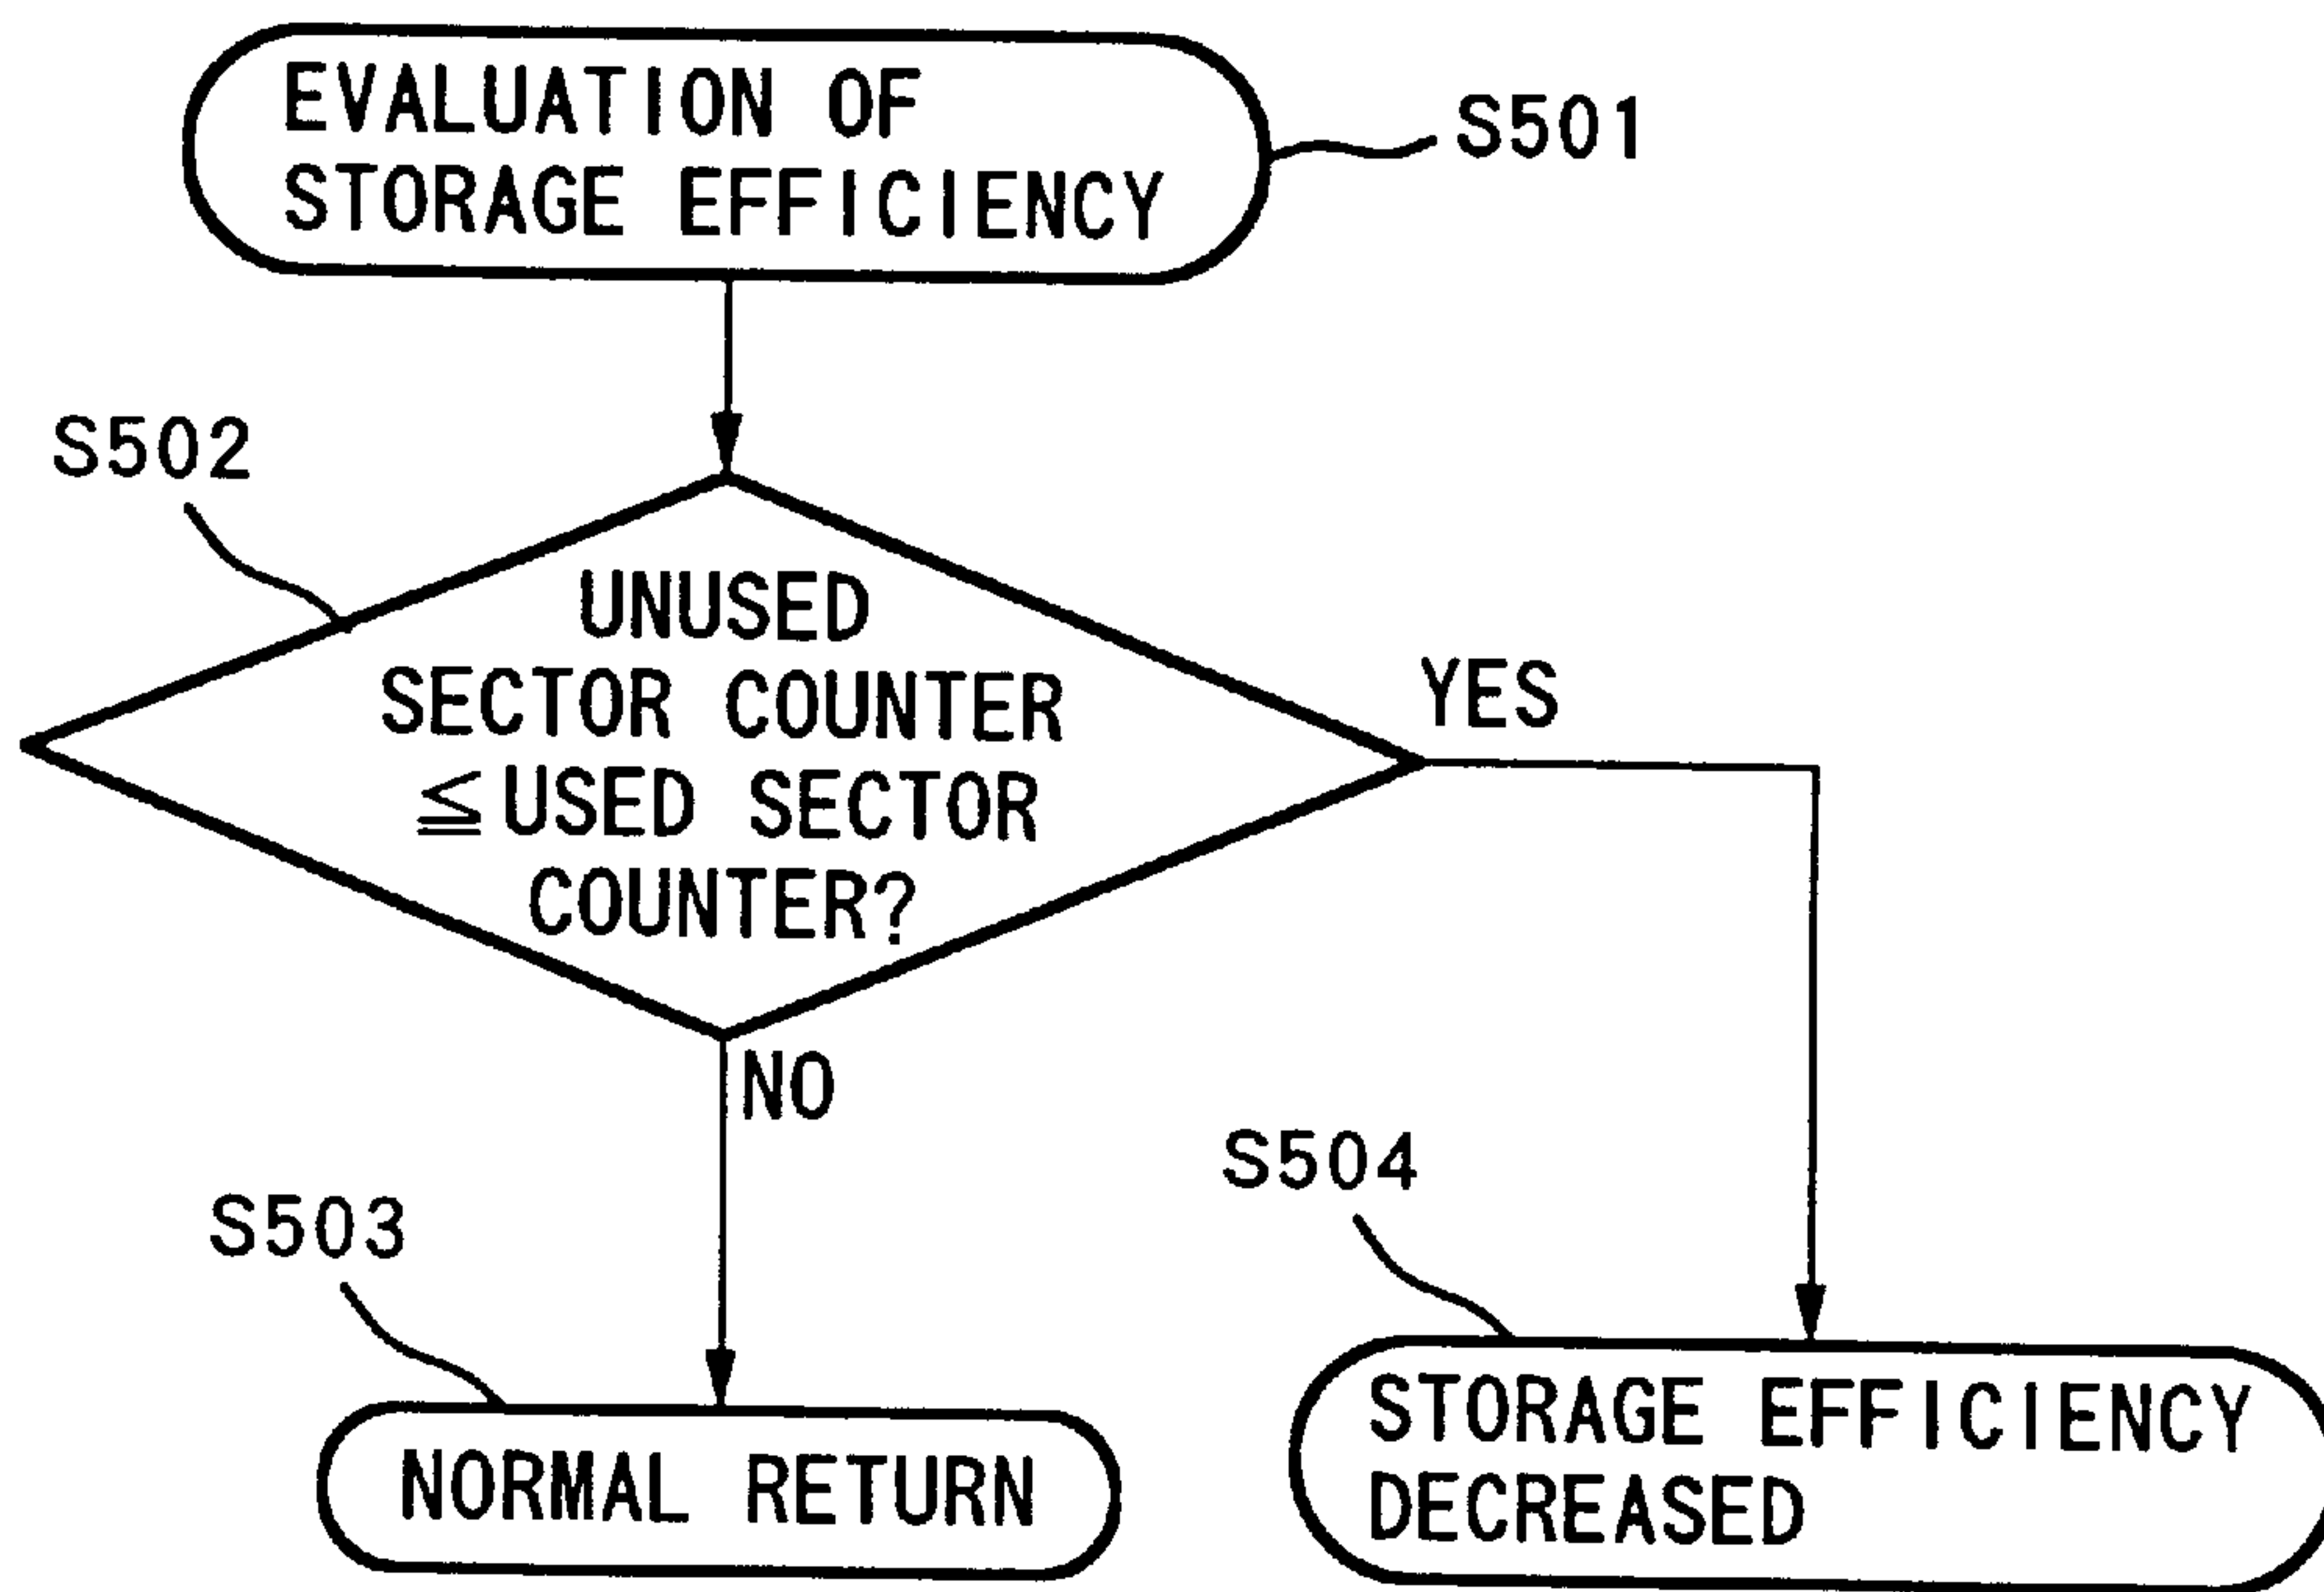 EVALUATION OF
STORAGE EFFICIENCY
S501
S502
UNUSED
SECTOR COUNTER
≦USED SECTOR
COUNTER?
YES
NO
S503
NORMAL RETURN
S504
STORAGE EFFICIENCY
DECREASED